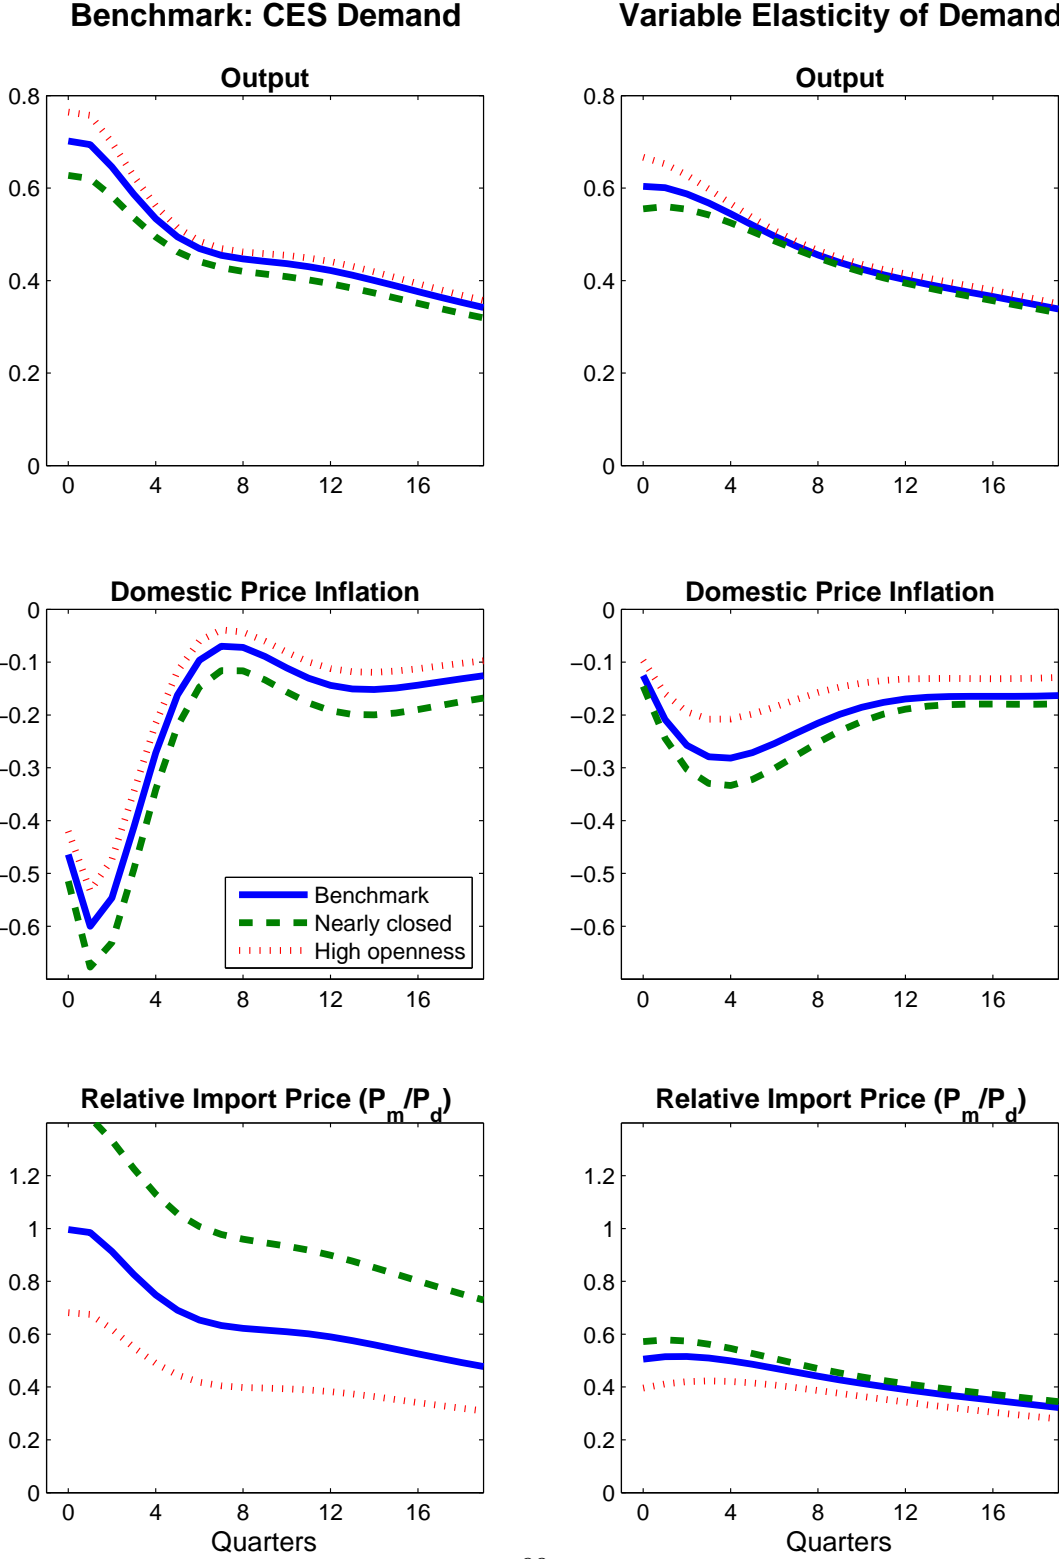 Benchmark: CES Demand
Variable Elasticity of Demand
Output
0.8
0.6
0.4
0.2
0
0 4 8 12 16
Output
0.8
0.6
0.4
0.2
0
0 4 8 12 16
Domestic Price Inflation
0
−0.1
−0.2
−0.3
−0.4
−0.5
−0.6
Benchmark
Nearly closed
High openness
0 4 8 12 16
Domestic Price Inflation
0
−0.1
−0.2
−0.3
−0.4
−0.5
−0.6
0 4 8 12 16
Relative Import Price (P_m/P_d)
1.2
1
0.8
0.6
0.4
0.2
0
0 4 8 12 16
Quarters
Relative Import Price (P_m/P_d)
1.2
1
0.8
0.6
0.4
0.2
0
0 4 8 12 16
Quarters